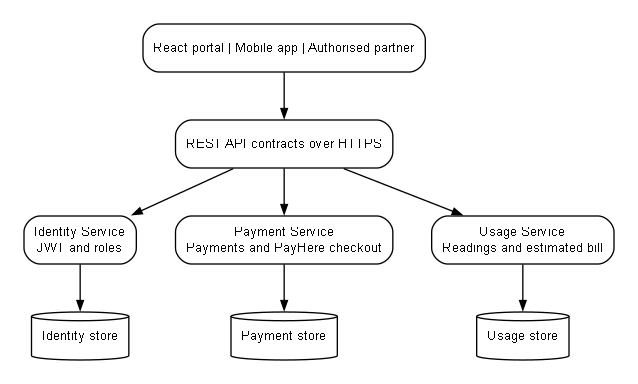 React portal | Mobile app | Authorised partner
REST API contracts over HTTPS
Identity Service
JWT and roles
Payment Service
Payments and PayHere checkout
Usage Service
Readings and estimated bill
Identity store
Payment store
Usage store